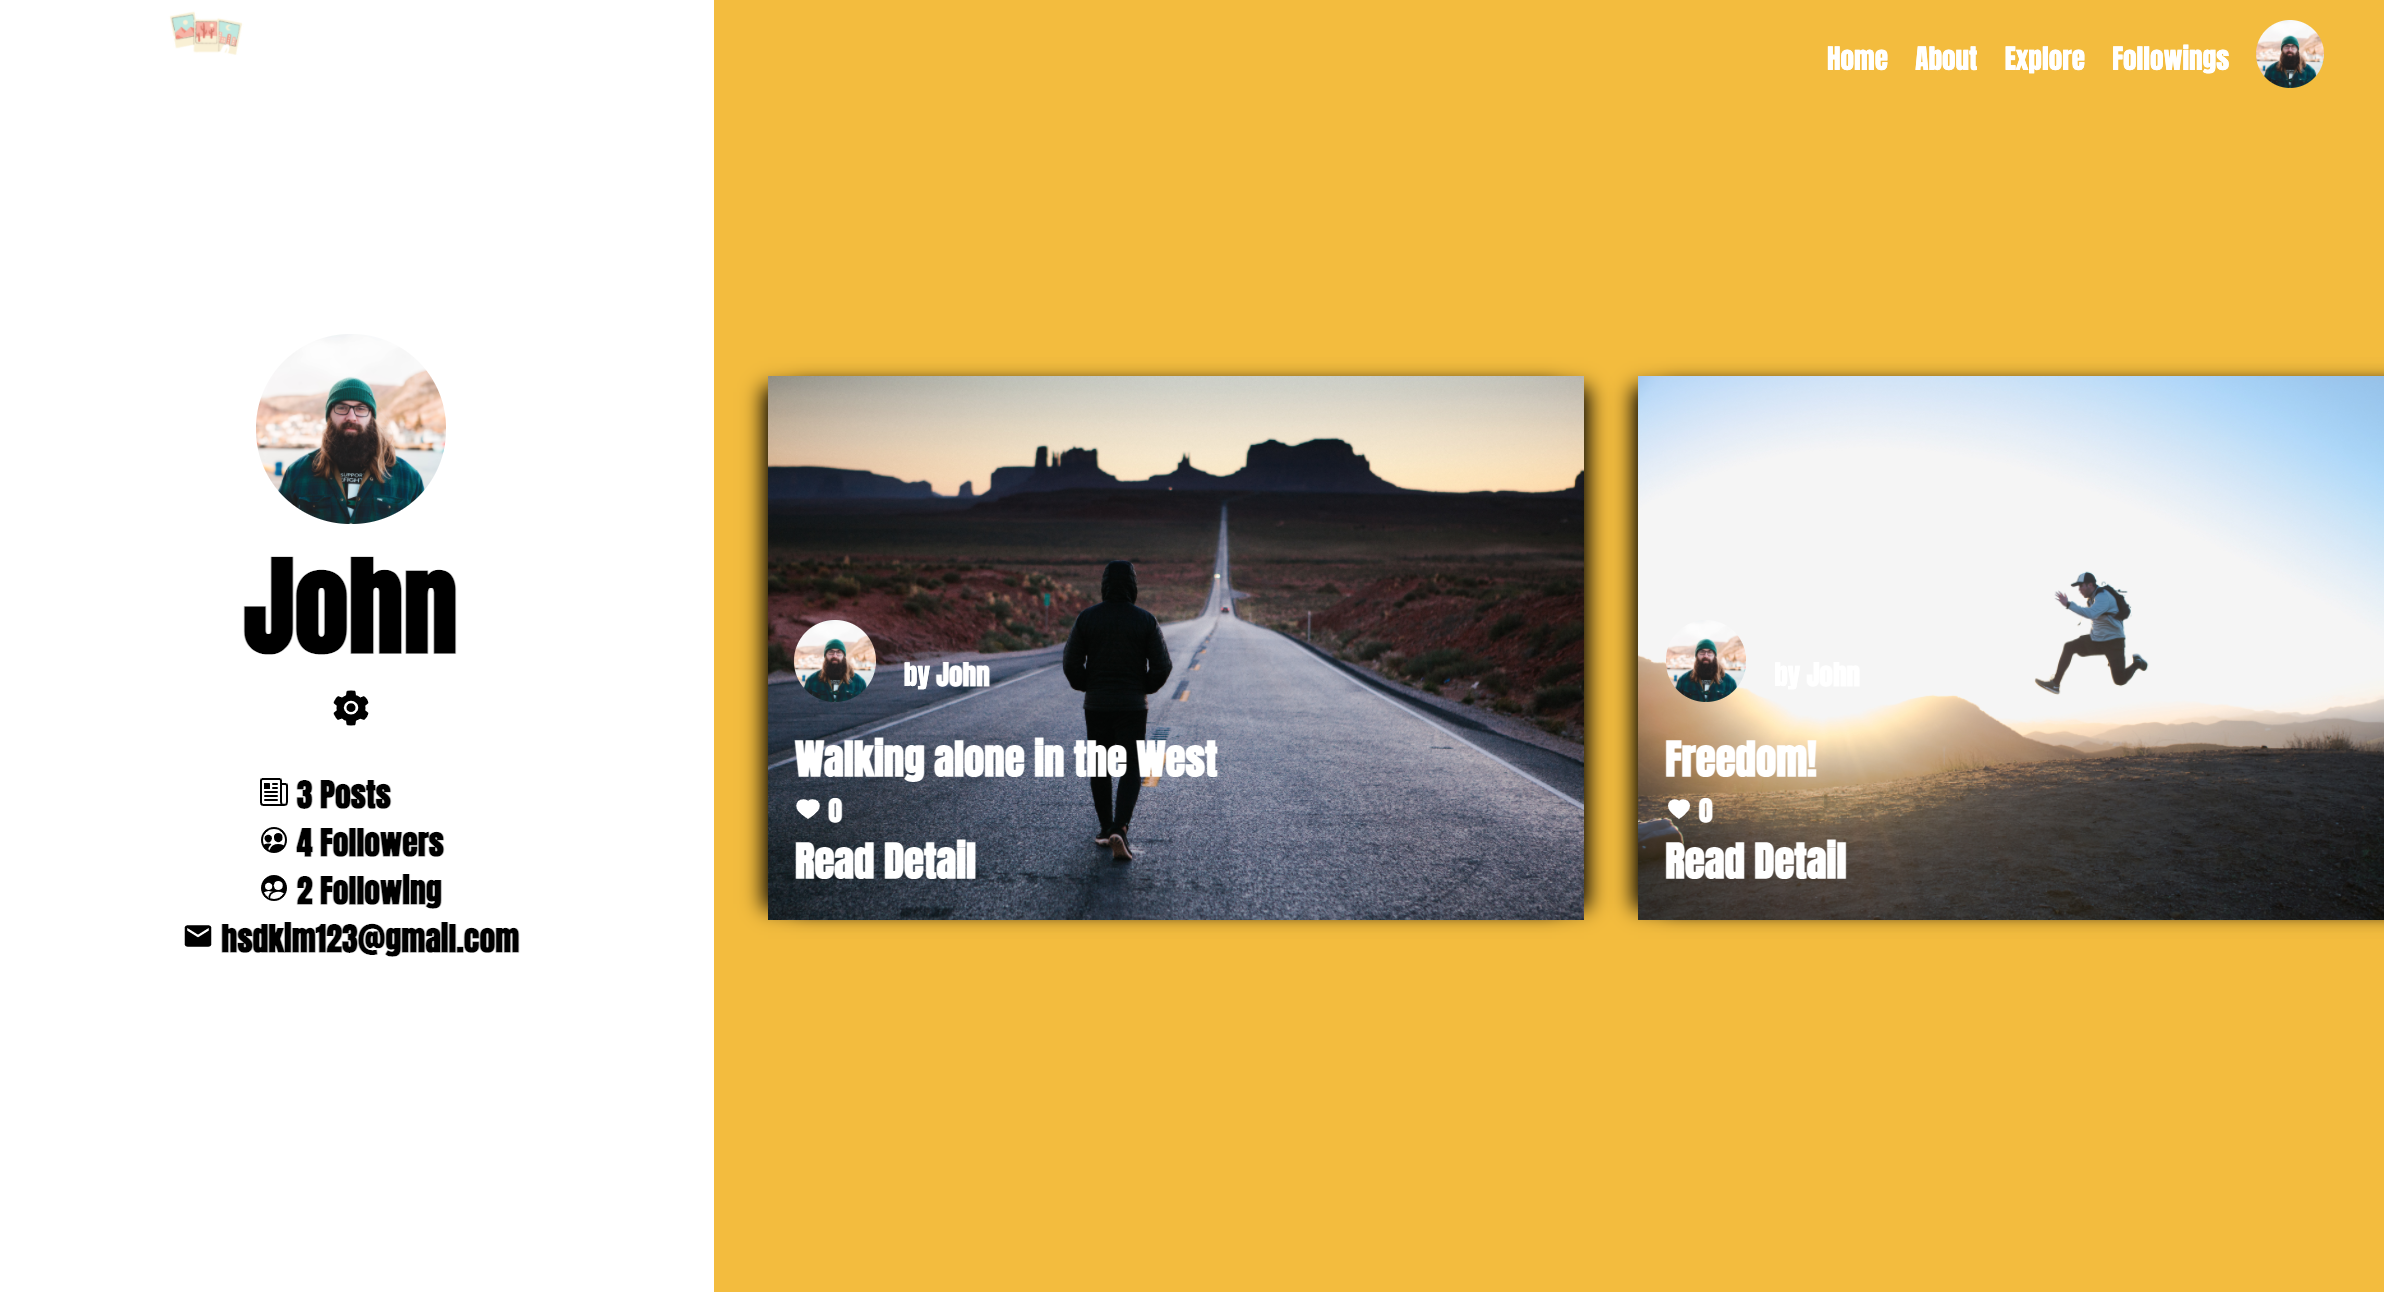 Home About Explore Followings
John
3 Posts
4 Followers
2 Following
hsdkim123@gmail.com
by John
Walking alone in the West
0
Read Detail
by John
Freedom!
0
Read Detail